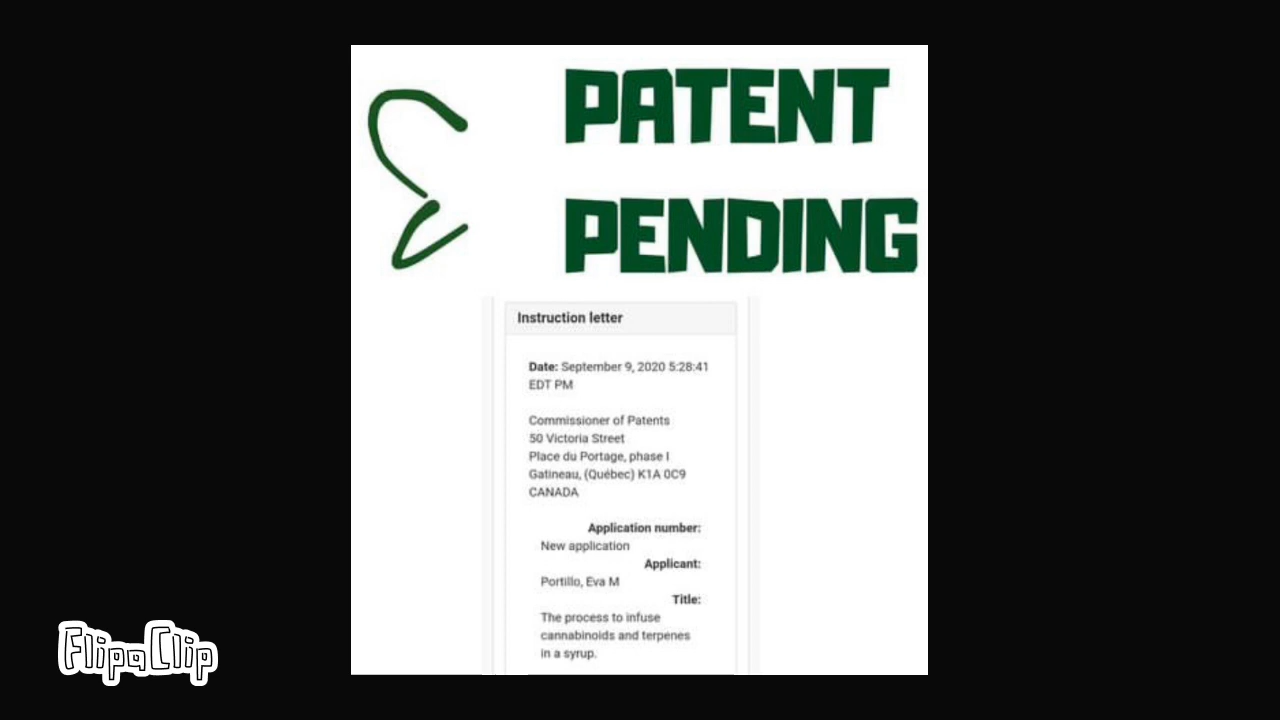 PATENT
PENDING
Instruction letter
Date: September 9, 2020 5:28:41
EDT PM
Commissioner of Patents
50 Victoria Street
Place du Portage, phase I
Gatineau, (Québec) K1A 0C9
CANADA
Application number:
New application
Applicant:
Portillo, Eva M
Title:
The process to infuse
cannabinoids and terpenes
in a syrup.
FlipaClip